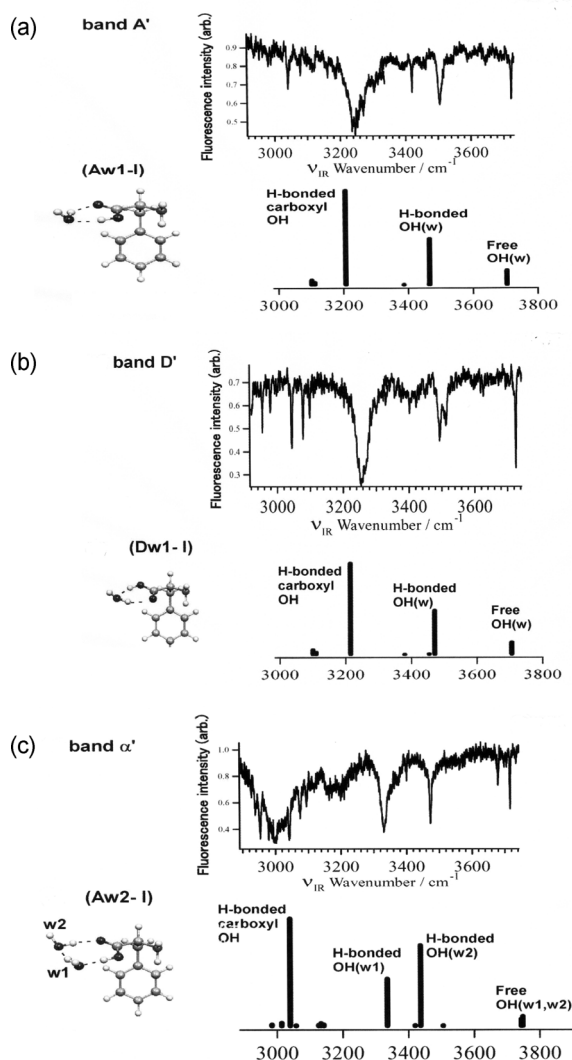 (a)
band A'
Fluorescence intensity (arb.)
0.9
0.8
0.7
0.6
0.5
3000 3200 3400 3600
νIR Wavenumber / cm⁻¹
(Aw1-I)
H-bonded
carboxyl
OH
H-bonded
OH(w)
Free
OH(w)
3000 3200 3400 3600 3800
(b)
band D'
Fluorescence intensity (arb.)
0.7
0.6
0.5
0.4
0.3
3000 3200 3400 3600
νIR Wavenumber / cm⁻¹
(Dw1- I)
H-bonded
carboxyl
OH
H-bonded
OH(w)
Free
OH(w)
3000 3200 3400 3600 3800
(c)
band α'
Fluorescence intensity (arb.)
1.0
0.8
0.6
0.4
3000 3200 3400 3600
νIR Wavenumber / cm⁻¹
(Aw2- I)
w2
w1
H-bonded
carboxyl
OH
H-bonded
OH(w1)
H-bonded
OH(w2)
Free
OH(w1,w2)
3000 3200 3400 3600 3800